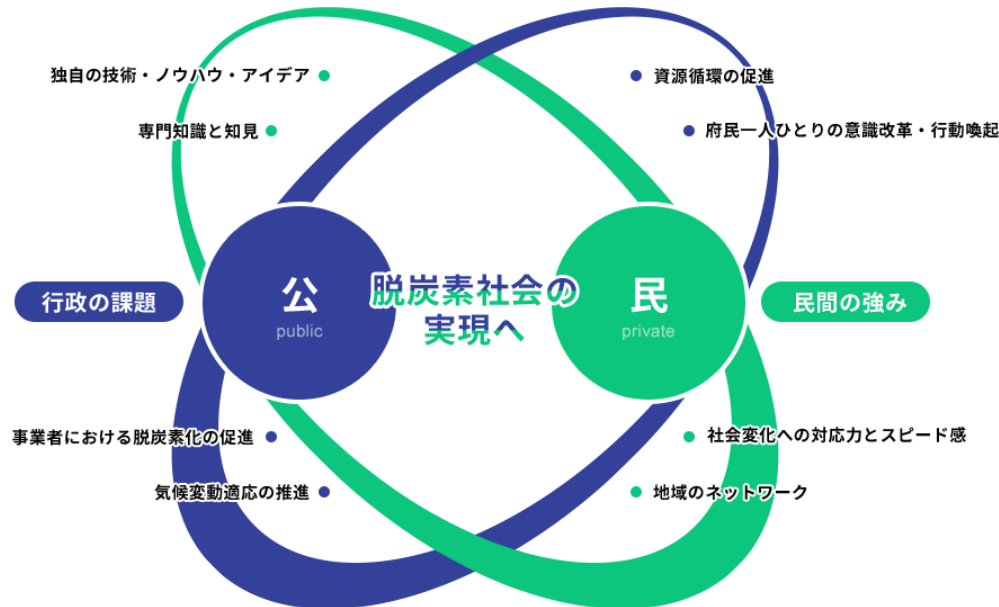 独自の技術・ノウハウ・アイデア
資源循環の促進
専門知識と知見
府民一人ひとりの意識改革・行動喚起
行政の課題
公
public
脱炭素社会の
実現へ
民
private
民間の強み
事業者における脱炭素化の促進
社会変化への対応力とスピード感
気候変動適応の推進
地域のネットワーク